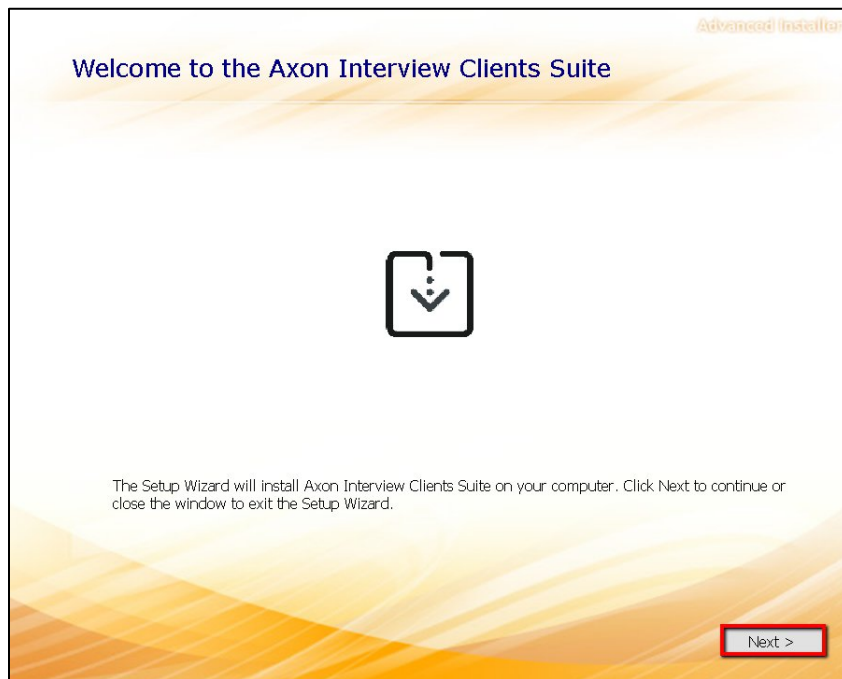 Advanced Installer
Welcome to the Axon Interview Clients Suite
The Setup Wizard will install Axon Interview Clients Suite on your computer. Click Next to continue or
close the window to exit the Setup Wizard.
Next >